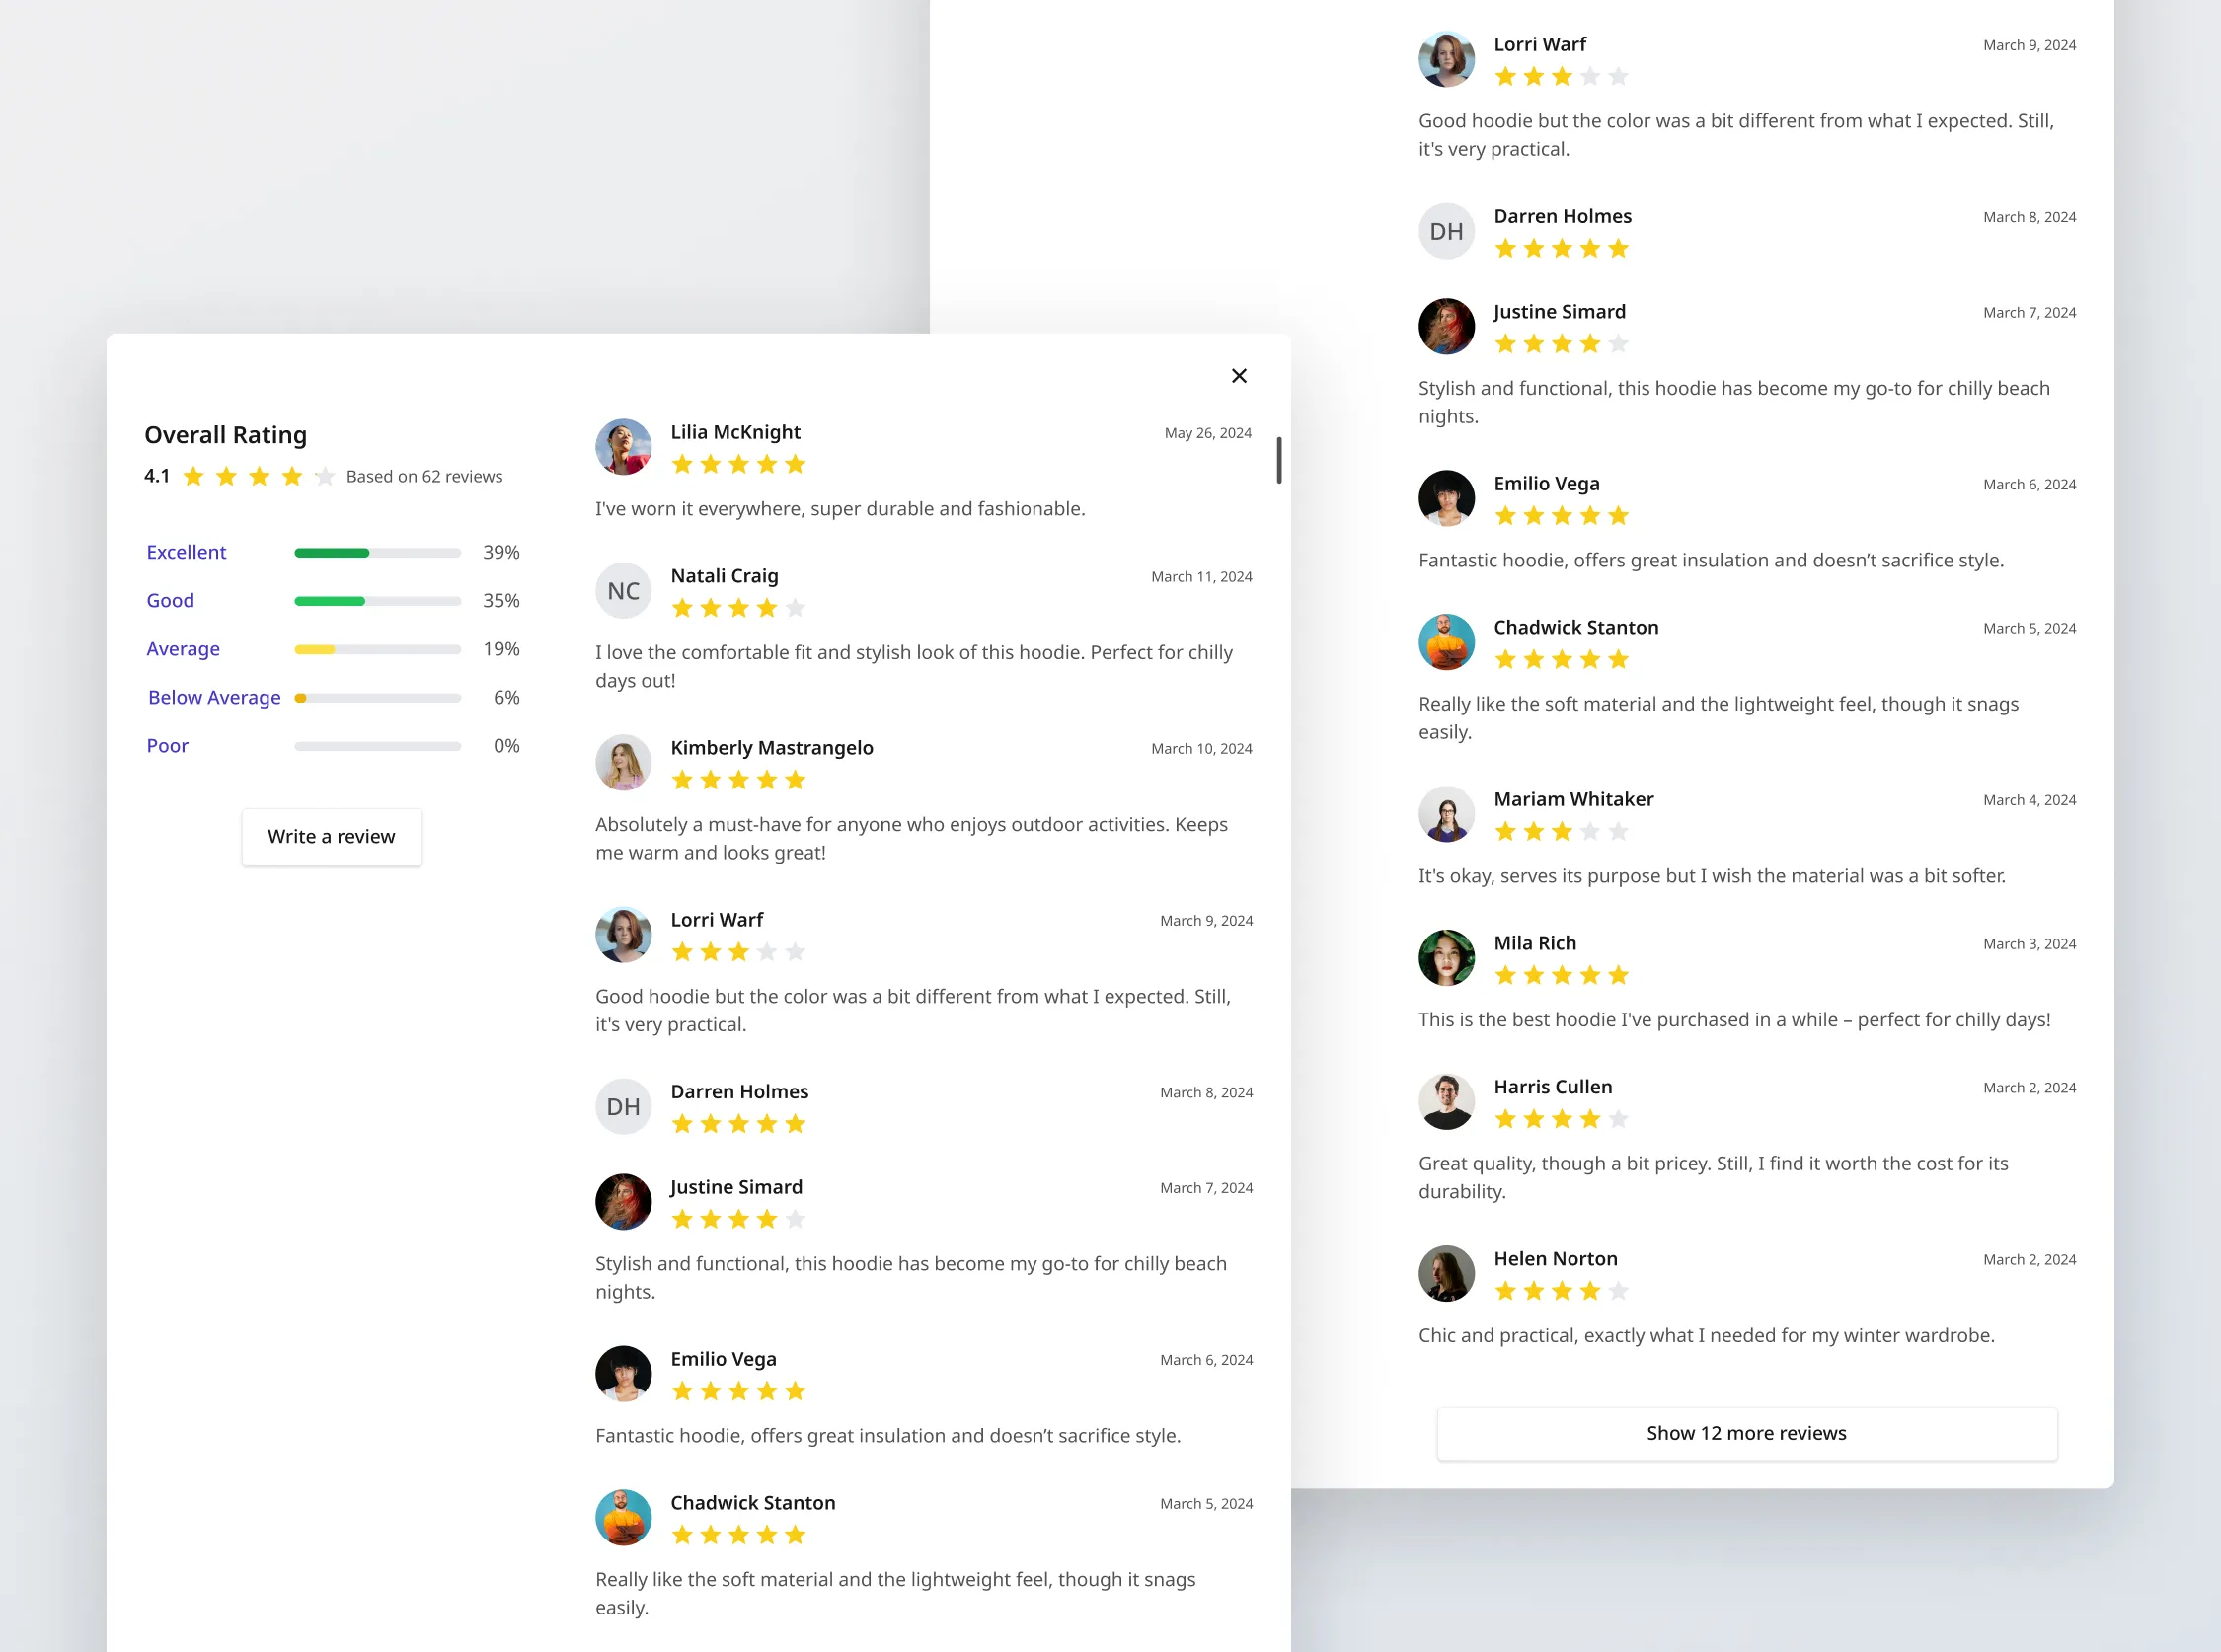 Overall Rating
4.1 Based on 62 reviews
Excellent 39%
Good 35%
Average 19%
Below Average 6%
Poor 0%
Write a review
Lilia McKnight May 26, 2024
I've worn it everywhere, super durable and fashionable.
NC Natali Craig March 11, 2024
I love the comfortable fit and stylish look of this hoodie. Perfect for chilly
days out!
Kimberly Mastrangelo March 10, 2024
Absolutely a must-have for anyone who enjoys outdoor activities. Keeps
me warm and looks great!
Lorri Warf March 9, 2024
Good hoodie but the color was a bit different from what I expected. Still,
it's very practical.
DH Darren Holmes March 8, 2024
Justine Simard March 7, 2024
Stylish and functional, this hoodie has become my go-to for chilly beach
nights.
Emilio Vega March 6, 2024
Fantastic hoodie, offers great insulation and doesn’t sacrifice style.
Chadwick Stanton March 5, 2024
Really like the soft material and the lightweight feel, though it snags
easily.
Lorri Warf March 9, 2024
Good hoodie but the color was a bit different from what I expected. Still,
it's very practical.
DH Darren Holmes March 8, 2024
Justine Simard March 7, 2024
Stylish and functional, this hoodie has become my go-to for chilly beach
nights.
Emilio Vega March 6, 2024
Fantastic hoodie, offers great insulation and doesn’t sacrifice style.
Chadwick Stanton March 5, 2024
Really like the soft material and the lightweight feel, though it snags
easily.
Mariam Whitaker March 4, 2024
It's okay, serves its purpose but I wish the material was a bit softer.
Mila Rich March 3, 2024
This is the best hoodie I've purchased in a while – perfect for chilly days!
Harris Cullen March 2, 2024
Great quality, though a bit pricey. Still, I find it worth the cost for its
durability.
Helen Norton March 2, 2024
Chic and practical, exactly what I needed for my winter wardrobe.
Show 12 more reviews